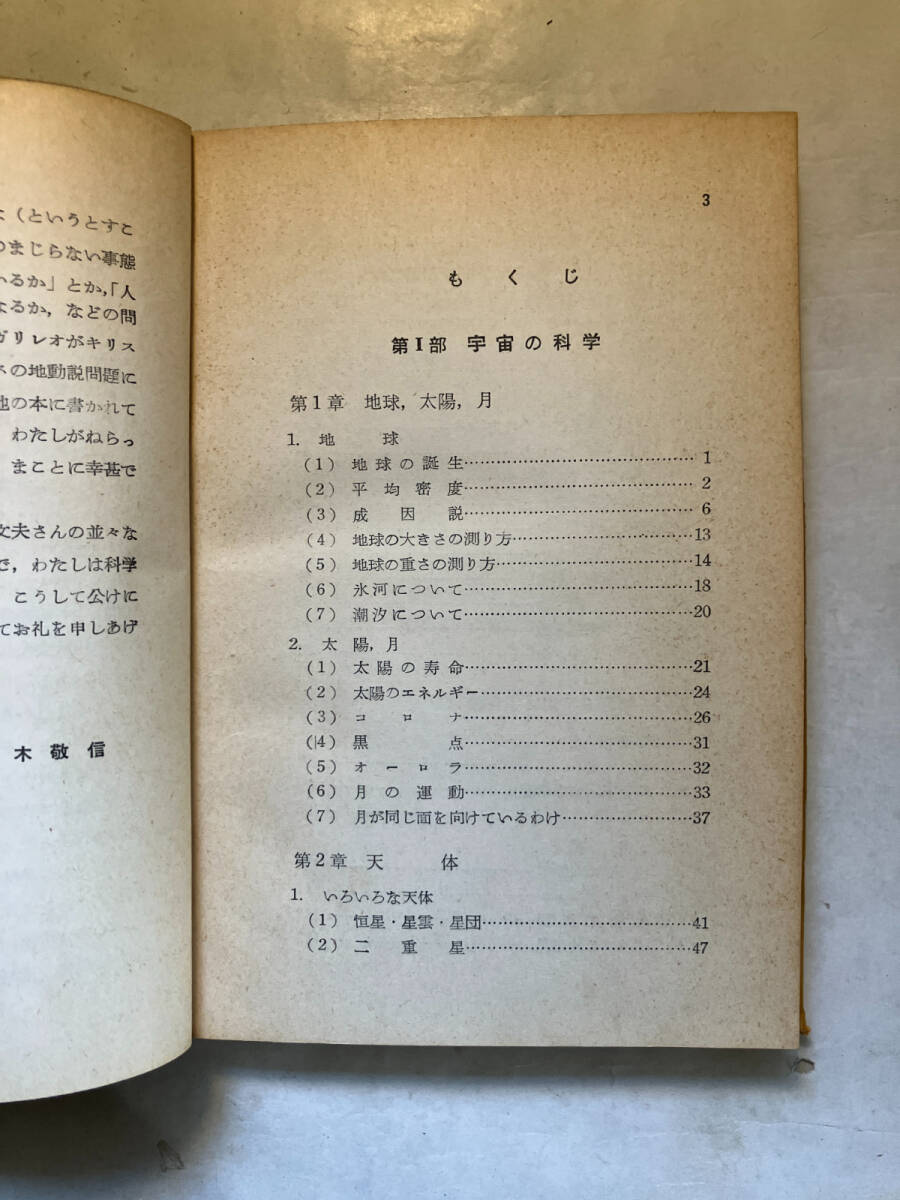 (というとすこ
のまじらない事態
いるか」とか,「人
なるか, などの問
ガリレオがキリス
スの地動説問題に
他の本に書かれて
わたしがねらっ
まことに幸甚で
文夫さんの並々な
で, わたしは科学
こうして公けに
てお礼を申しあげ
木敬信
3
もくじ
第I部 宇宙の科学
第1章 地球, 太陽, 月
1. 地球
(1) 地球の誕生……1
(2) 平均密度……2
(3) 成因説……6
(4) 地球の大きさの測り方……13
(5) 地球の重さの測り方……14
(6) 氷河について……18
(7) 潮汐について……20
2. 太陽, 月
(1) 太陽の寿命……21
(2) 太陽のエネルギー……24
(3) コロナ……26
(4) 黒点……31
(5) オーロラ……32
(6) 月の運動……33
(7) 月が同じ面を向けているわけ……37
第2章 天体
1. いろいろな天体
(1) 恒星・星雲・星団……41
(2) 二重星……47